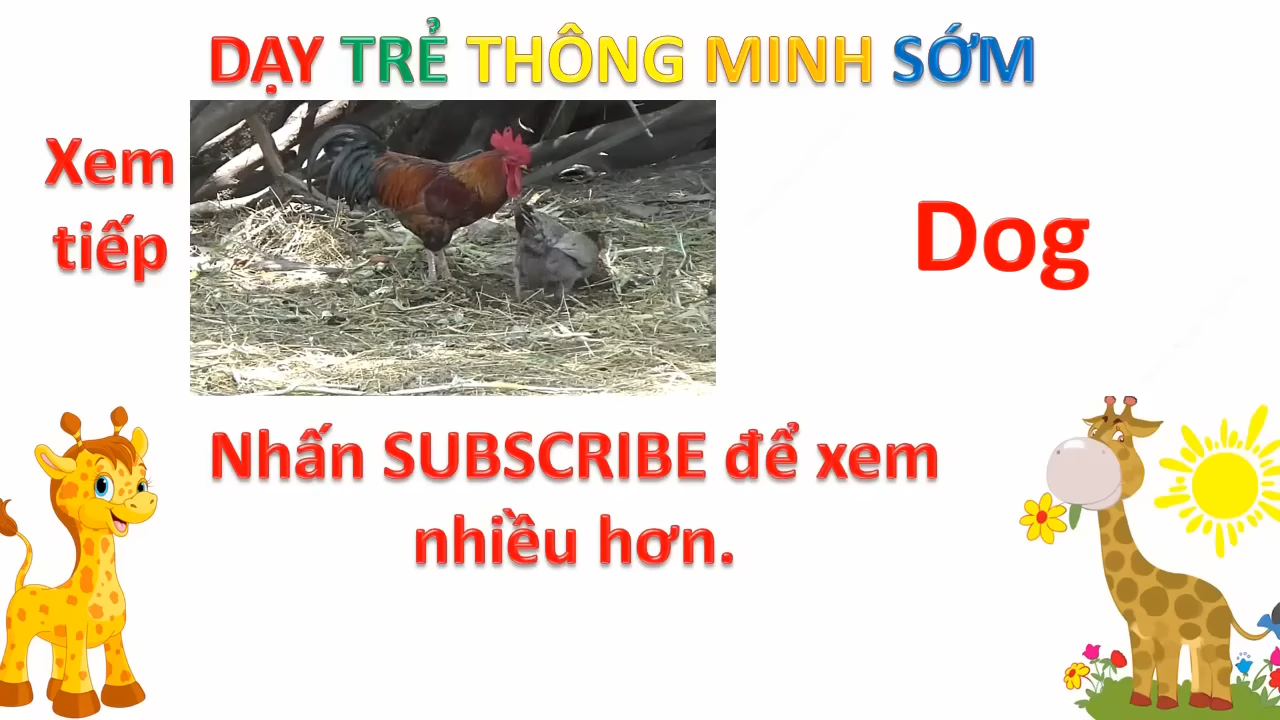 DẠY TRẺ THÔNG MINH SỚM
Xem
tiếp
Dog
Nhấn SUBSCRIBE để xem
nhiều hơn.